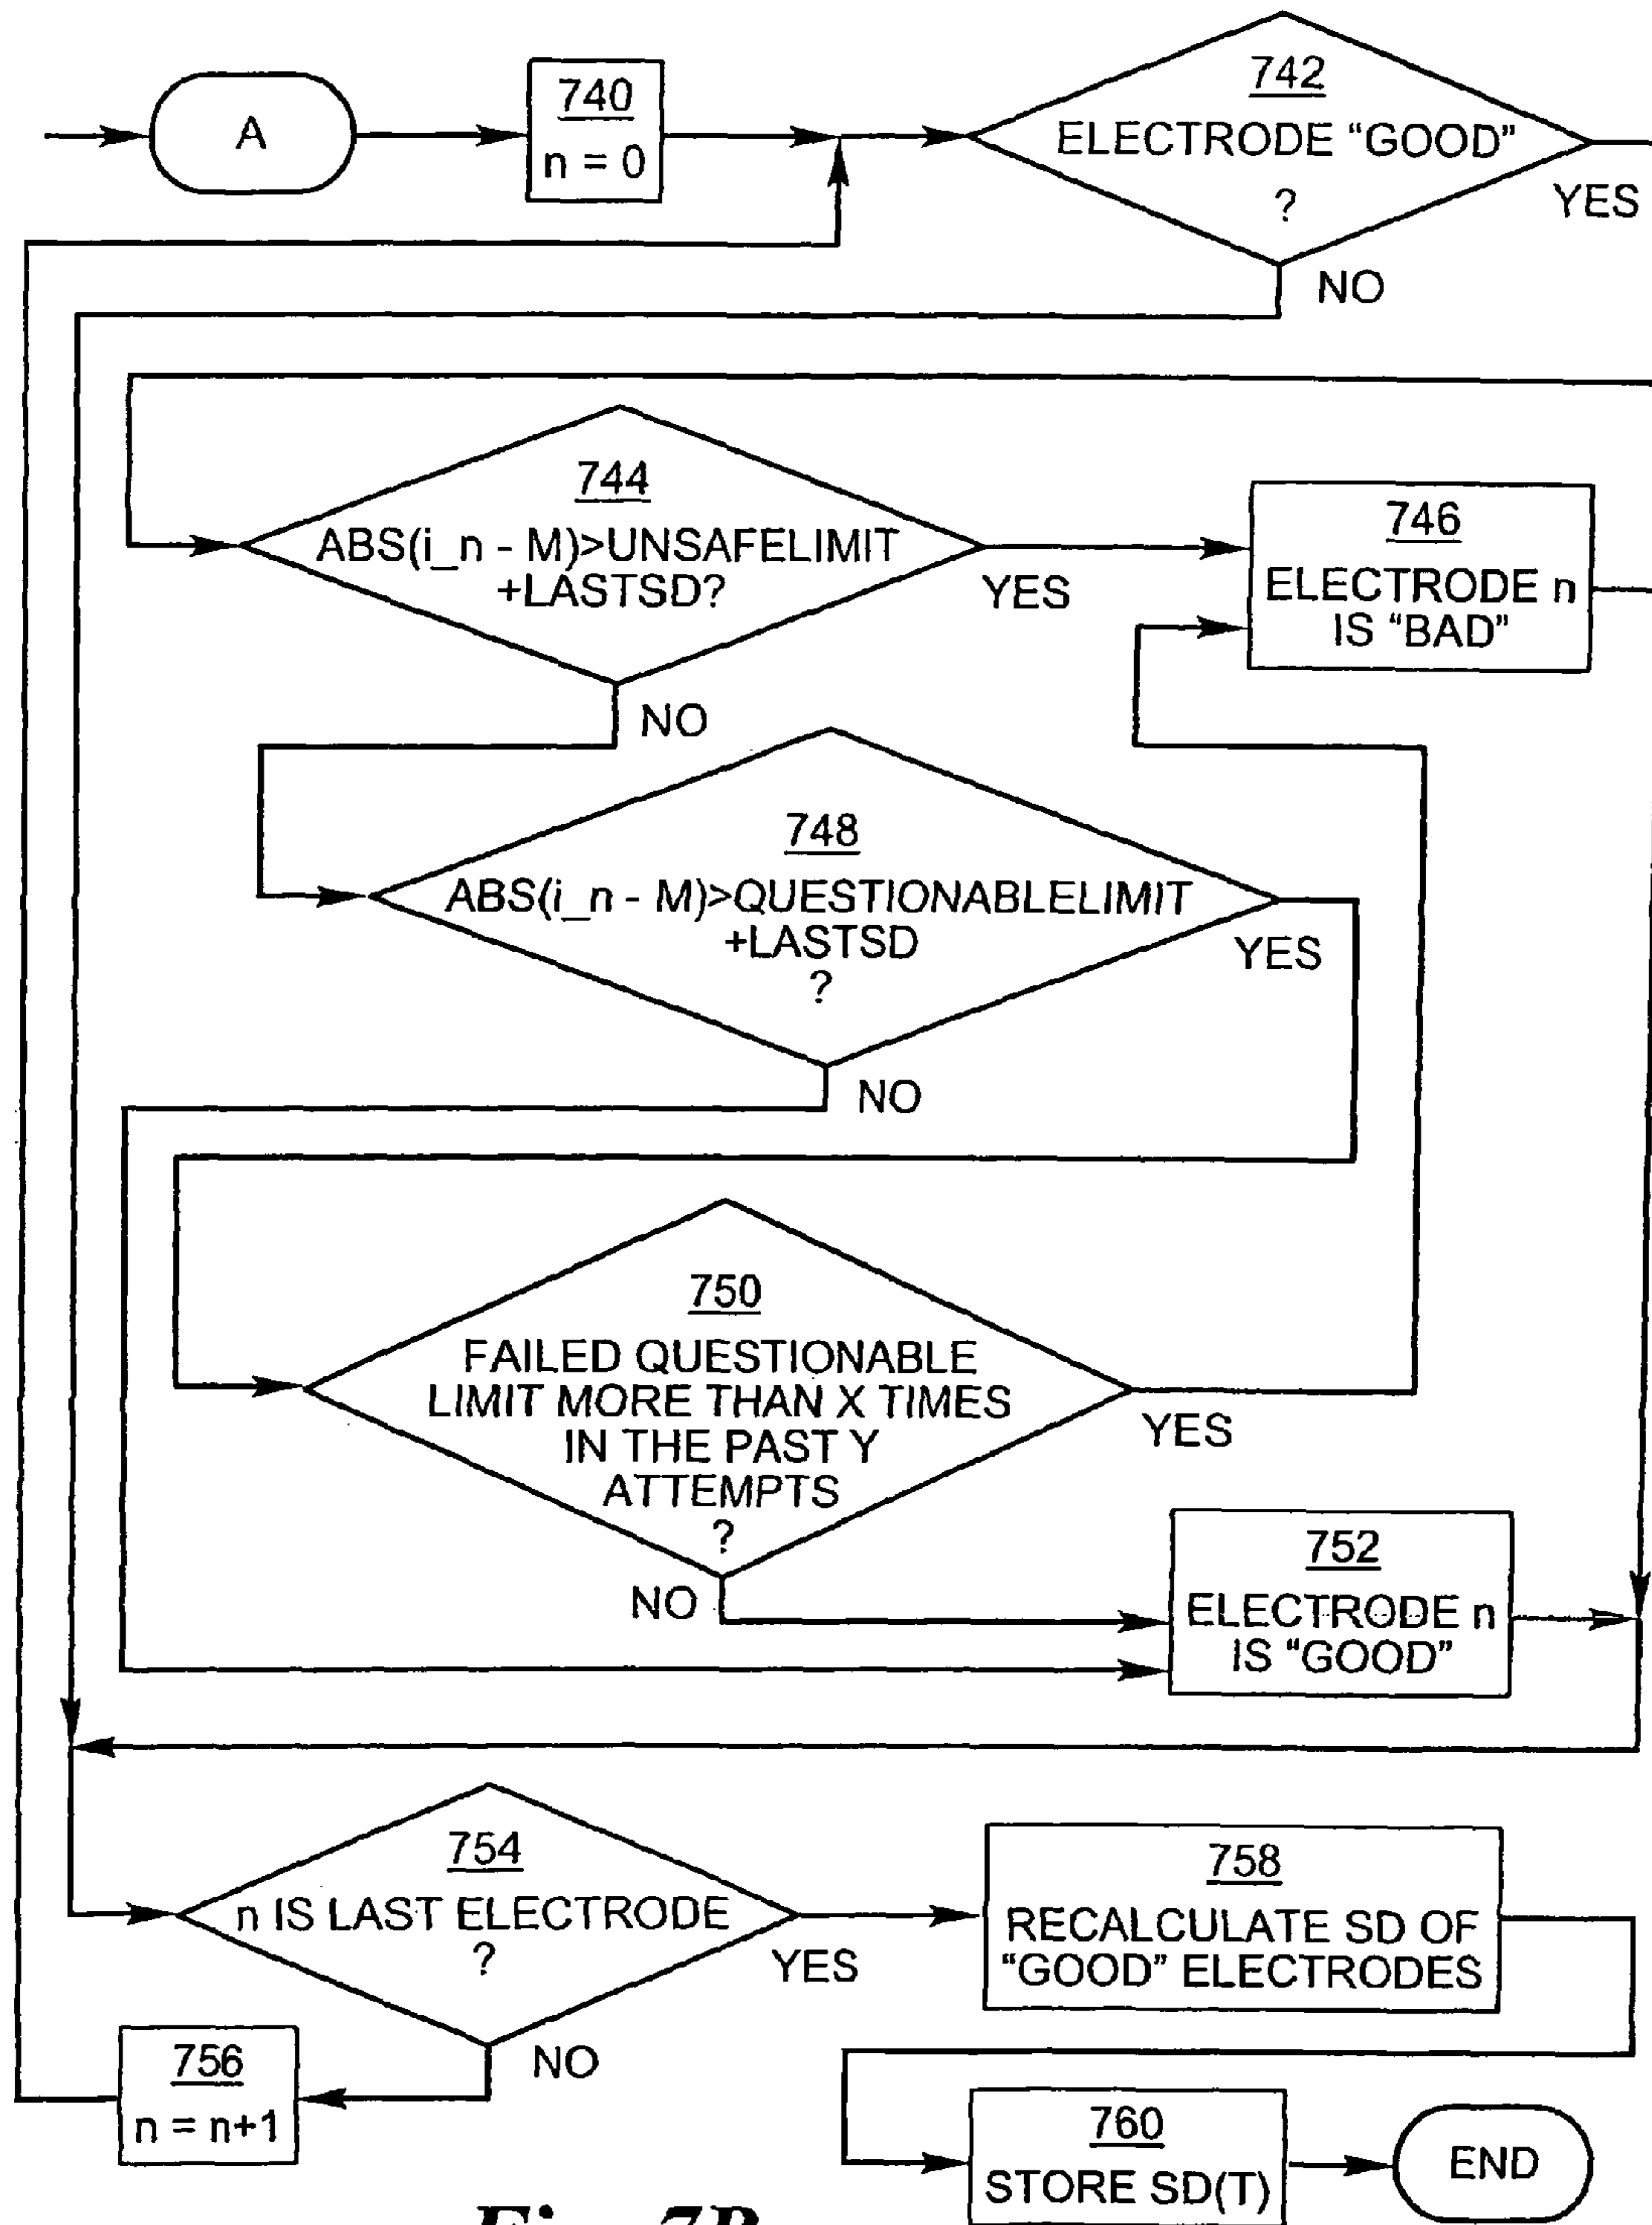 A
740
n = 0
742
ELECTRODE “GOOD”
?
YES
NO
744
ABS(i_n - M)>UNSAFELIMIT
+LASTSD?
YES
NO
746
ELECTRODE n
IS “BAD”
748
ABS(i_n - M)>QUESTIONABLELIMIT
+LASTSD
?
YES
NO
750
FAILED QUESTIONABLE
LIMIT MORE THAN X TIMES
IN THE PAST Y
ATTEMPTS
?
YES
NO
752
ELECTRODE n
IS “GOOD”
754
n IS LAST ELECTRODE
?
YES
NO
756
n = n+1
758
RECALCULATE SD OF
“GOOD” ELECTRODES
760
STORE SD(T)
END